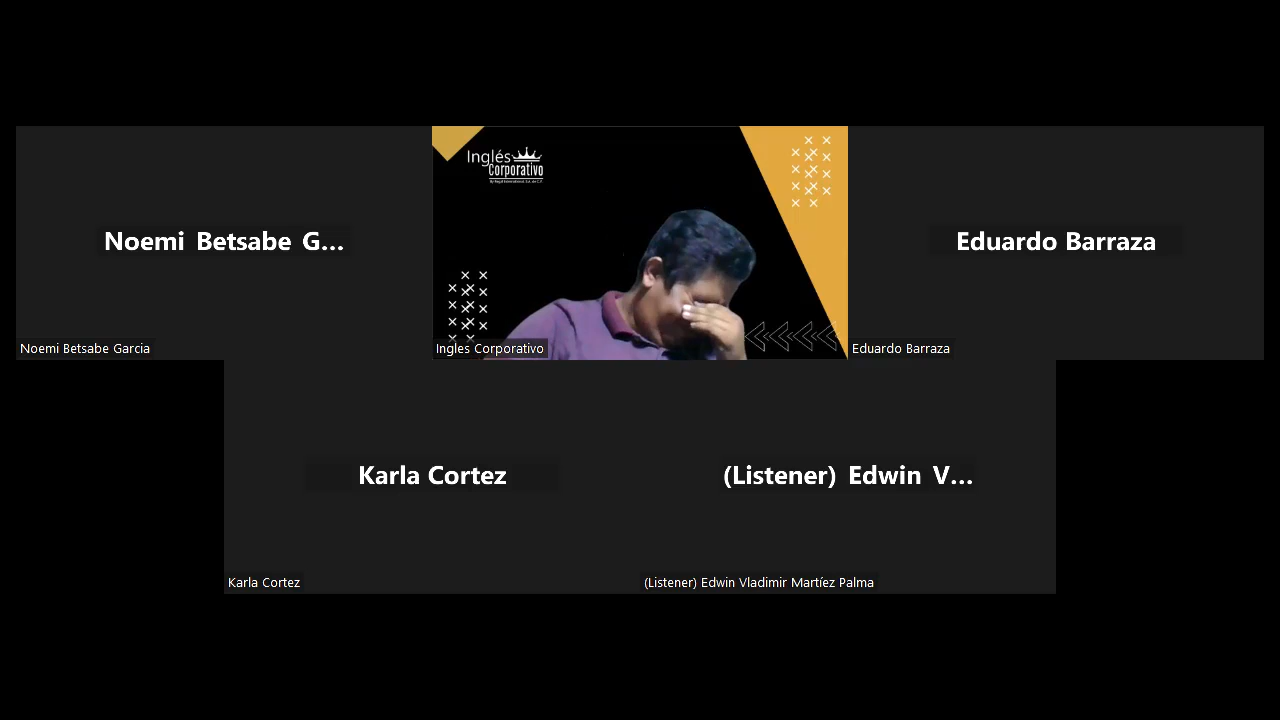 Noemi Betsabe G...
Noemi Betsabe Garcia
Inglés
Corporativo
Ingles Corporativo
Eduardo Barraza
Eduardo Barraza
Karla Cortez
Karla Cortez
(Listener) Edwin V...
(Listener) Edwin Vladimir Martíez Palma